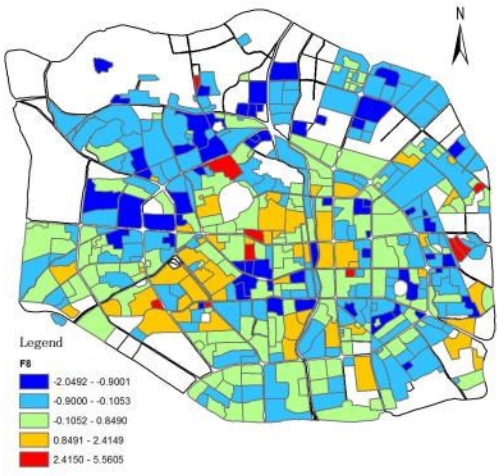 N
Legend
F8
-2.0492 - -0.9001
-0.9000 - -0.1053
-0.1052 - 0.8490
0.8491 - 2.4149
2.4150 - 5.5605